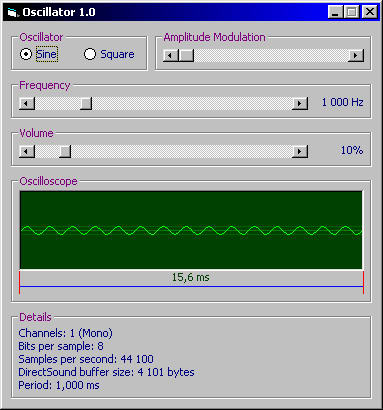 Oscillator 1.0
Oscillator
Sine
Square
Amplitude Modulation
Frequency
1 000 Hz
Volume
10%
Oscilloscope
15,6 ms
Details
Channels: 1 (Mono)
Bits per sample: 8
Samples per second: 44 100
DirectSound buffer size: 4 101 bytes
Period: 1,000 ms